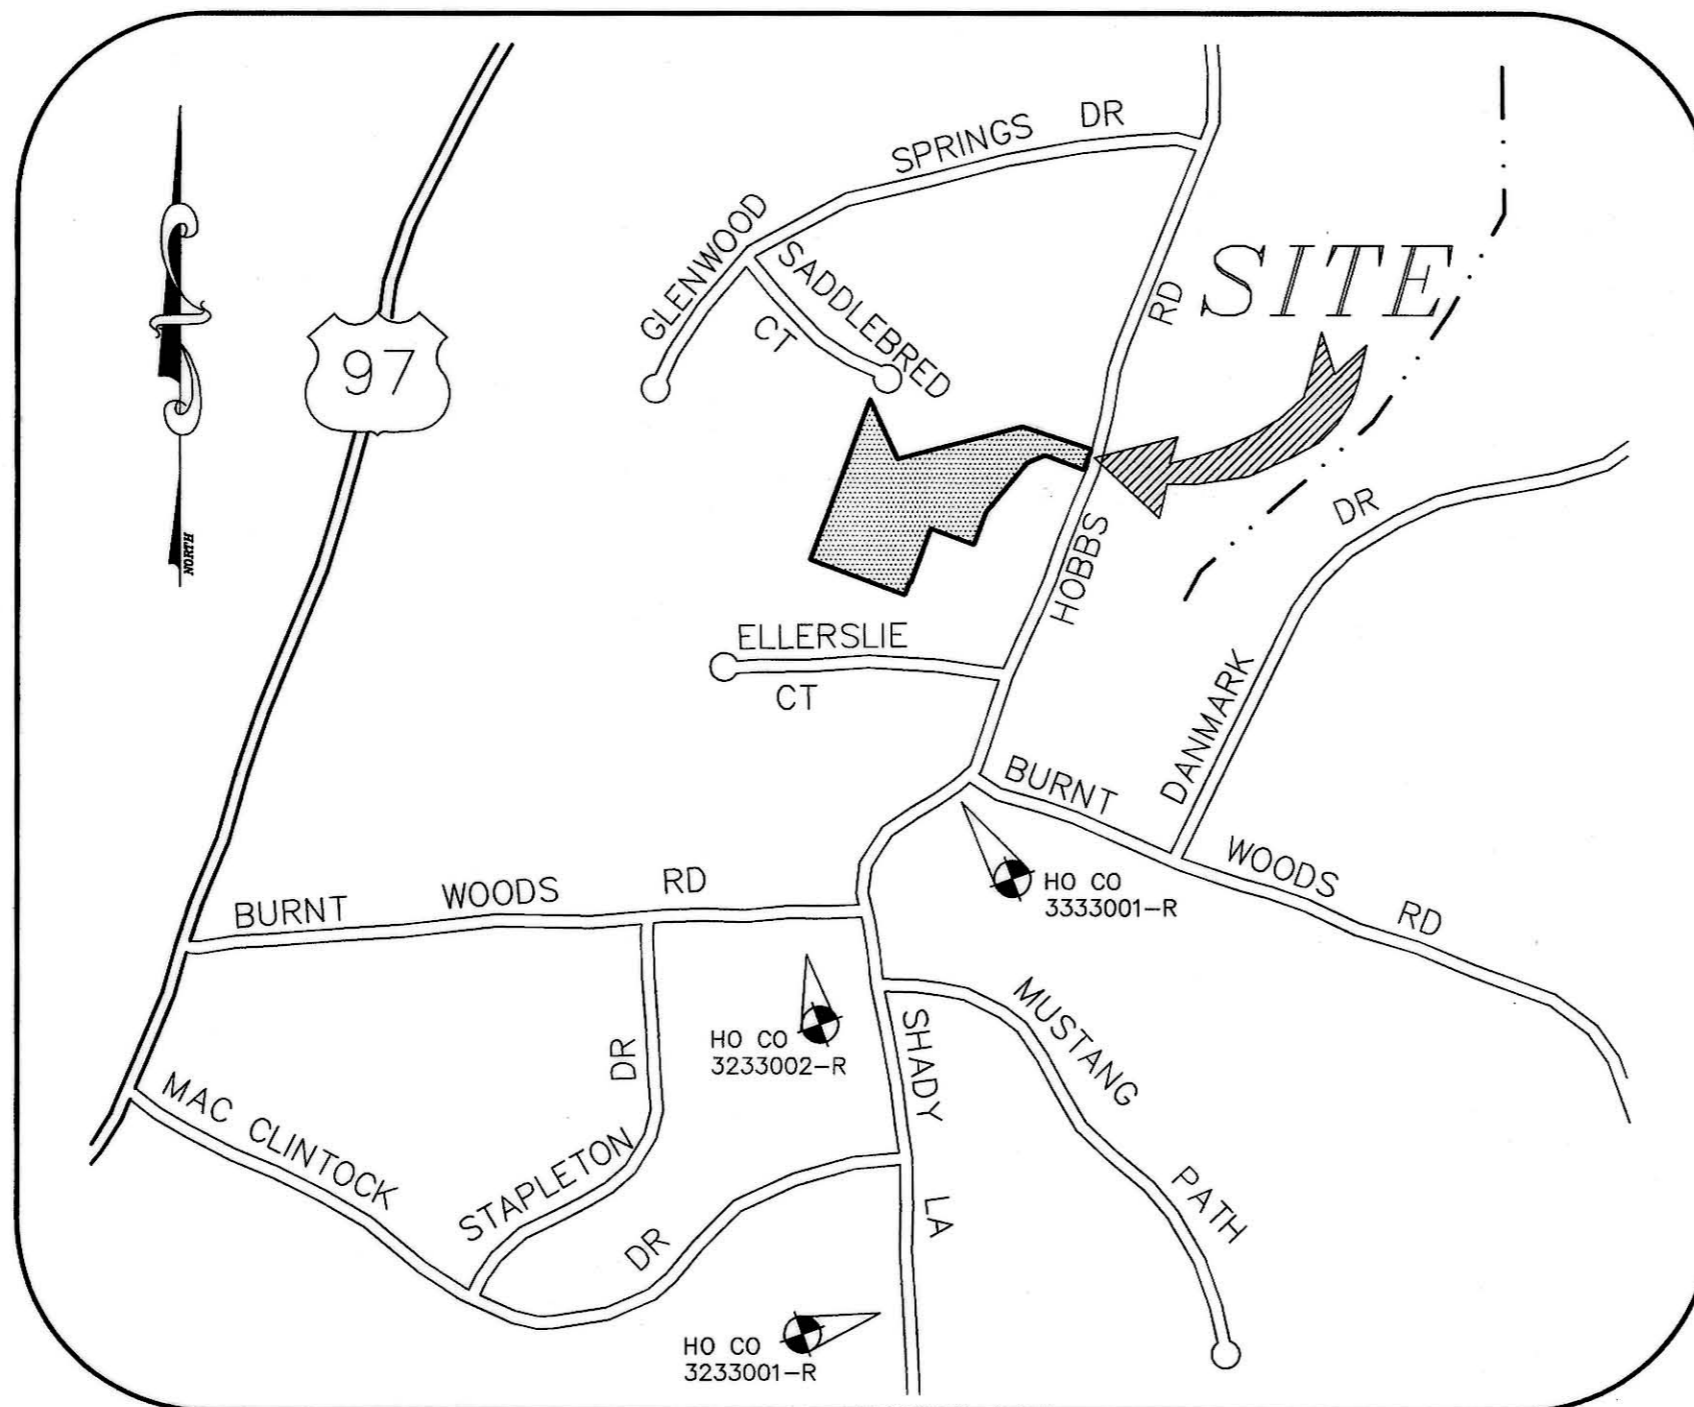 SPRINGS DR
GLENWOOD
SADDLEBRED
CT
RD
SITE
97
NORTH
HOBBS
DR
DANMARK
ELLERSLIE
CT
BURNT
WOODS
RD
BURNT WOODS RD
HO CO
3333001-R
HO CO
3233002-R
DR
STAPLETON
SHADY
LA
MUSTANG
PATH
MAC CLINTOCK
DR
HO CO
3233001-R